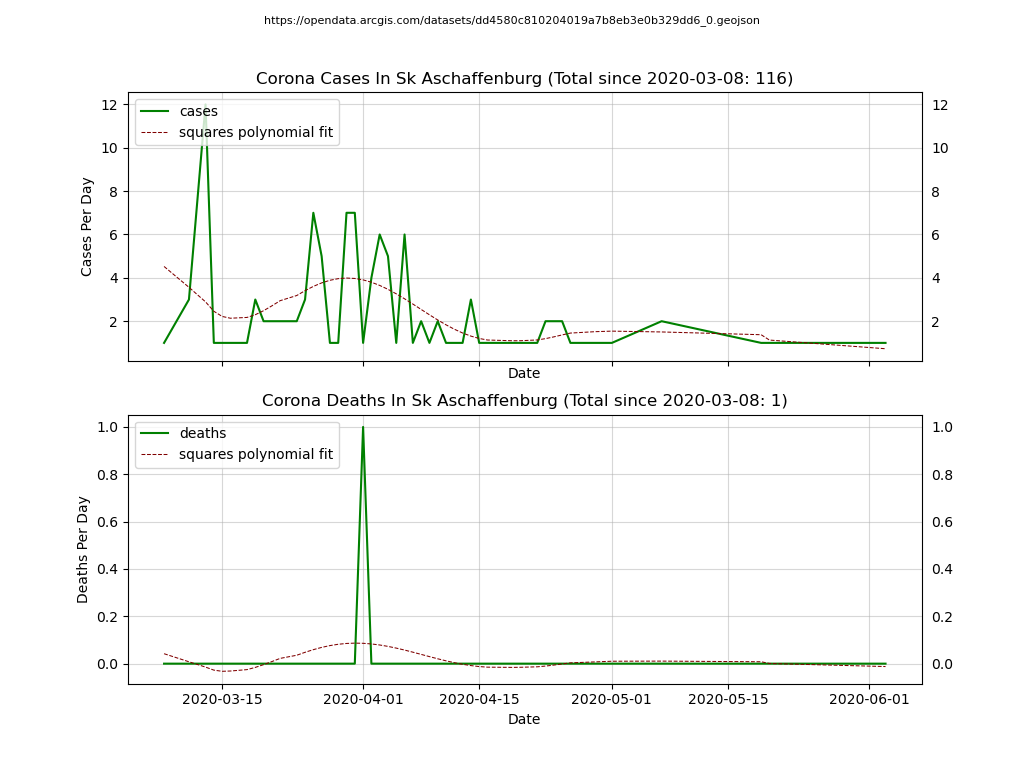 https://opendata.arcgis.com/datasets/dd4580c810204019a7b8eb3e0b329dd6_0.geojson
Corona Cases In Sk Aschaffenburg (Total since 2020-03-08: 116)
cases
squares polynomial fit
12 12
10 10
8 8
6 6
4 4
2 2
Cases Per Day
Date
Corona Deaths In Sk Aschaffenburg (Total since 2020-03-08: 1)
deaths
squares polynomial fit
1.0 1.0
0.8 0.8
0.6 0.6
0.4 0.4
0.2 0.2
0.0 0.0
Deaths Per Day
2020-03-15 2020-04-01 2020-04-15 2020-05-01 2020-05-15 2020-06-01
Date